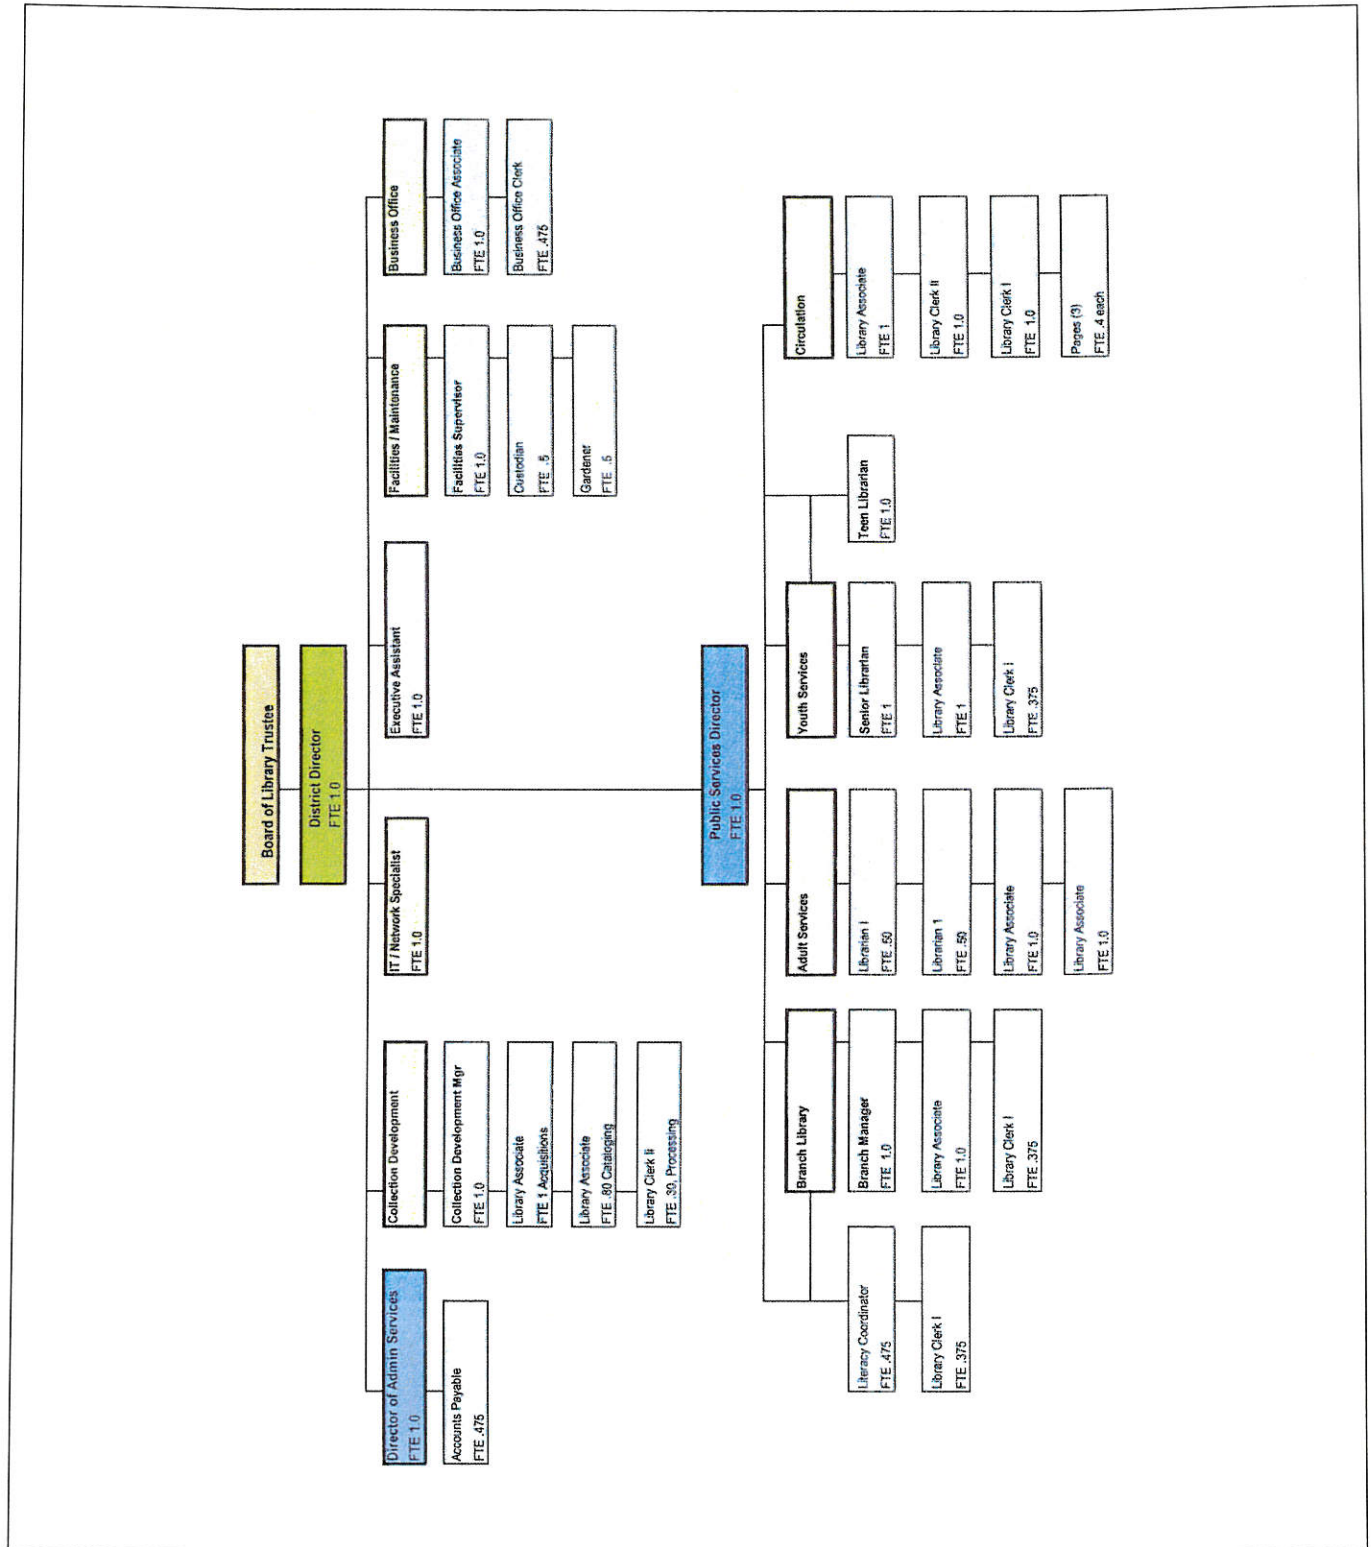 Board of Library Trustee
District Director
FTE 1.0
Director of Admin Services
FTE 1.0
Accounts Payable
FTE .475
Collection Development
Collection Development Mgr
FTE 1.0
Library Associate
FTE 1 Acquisitions
Library Associate
FTE .80 Cataloging
Library Clerk II
FTE .30, Processing
IT / Network Specialist
FTE 1.0
Executive Assistant
FTE 1.0
Facilities / Maintenance
Facilities Supervisor
FTE 1.0
Custodian
FTE .5
Gardener
FTE .5
Business Office
Business Office Associate
FTE 1.0
Business Office Clerk
FTE .475
Public Services Director
FTE 1.0
Literacy Coordinator
FTE .475
Library Clerk I
FTE .375
Branch Library
Branch Manager
FTE 1.0
Library Associate
FTE 1.0
Library Clerk I
FTE .375
Adult Services
Librarian I
FTE .50
Librarian 1
FTE .50
Library Associate
FTE 1.0
Library Associate
FTE 1.0
Youth Services
Senior Librarian
FTE 1
Library Associate
FTE 1
Library Clerk I
FTE .375
Teen Librarian
FTE 1.0
Circulation
Library Associate
FTE 1
Library Clerk II
FTE 1.0
Library Clerk I
FTE 1.0
Pages (3)
FTE .4 each